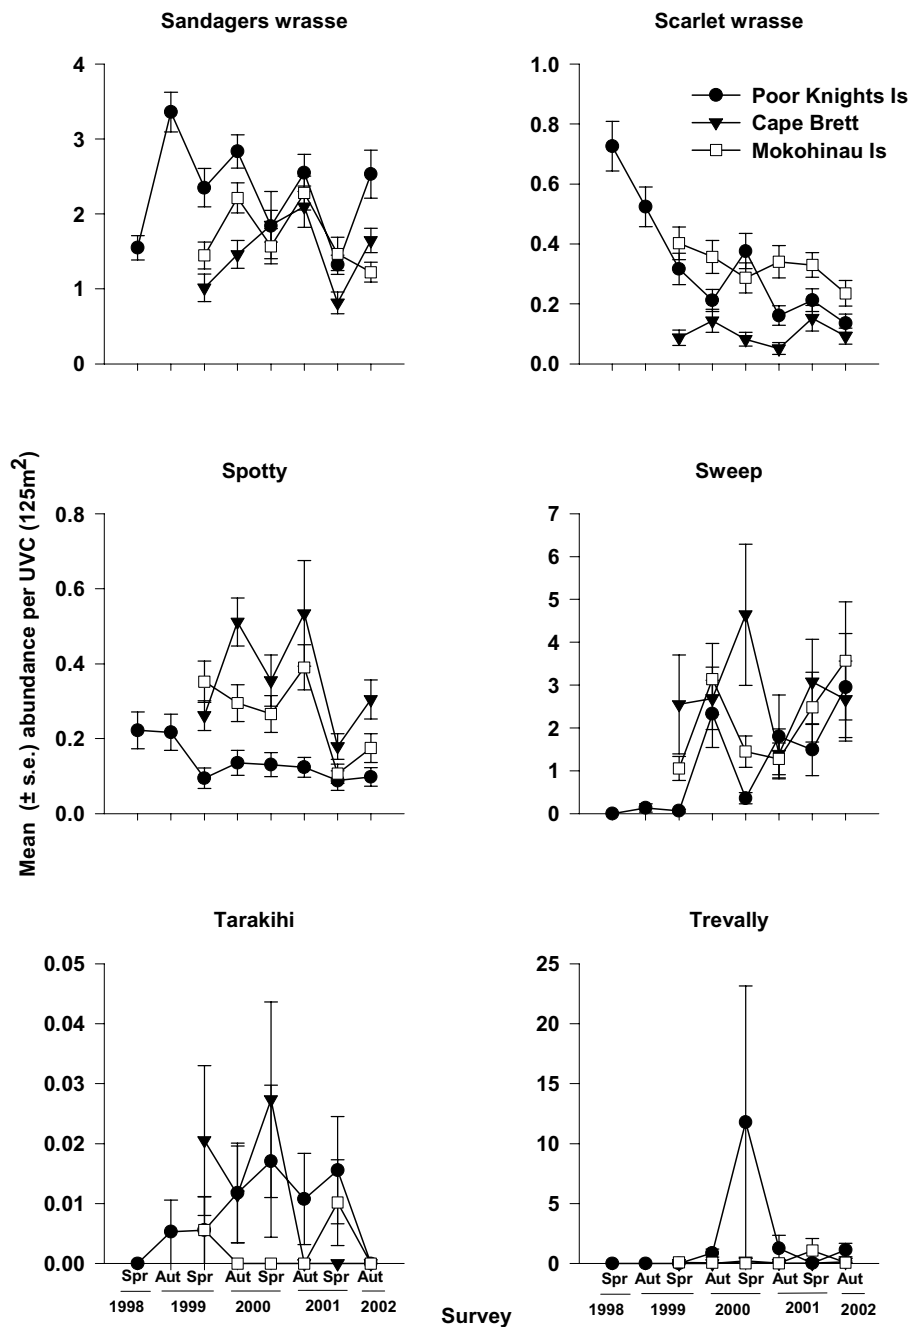 Sandagers wrasse
Scarlet wrasse
4
3
2
1
0
1.0
0.8
0.6
0.4
0.2
0.0
Poor Knights Is
Cape Brett
Mokohinau Is
Mean (± s.e.) abundance per UVC (125m²)
Spotty
Sweep
0.8
0.6
0.4
0.2
0.0
7
6
5
4
3
2
1
0
Tarakihi
Trevally
0.05
0.04
0.03
0.02
0.01
0.00
25
20
15
10
5
0
Spr Aut Spr Aut Spr Aut Spr Aut
1998 1999 2000 2001 2002
Spr Aut Spr Aut Spr Aut Spr Aut
1998 1999 2000 2001 2002
Survey